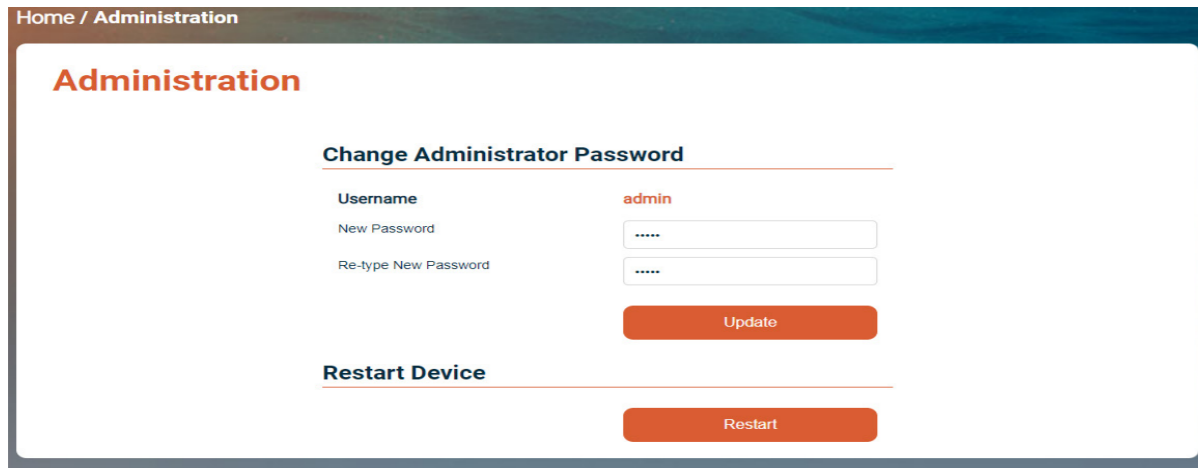 Home / Administration
Administration
Change Administrator Password
Username admin
New Password •••••
Re-type New Password •••••
Update
Restart Device
Restart